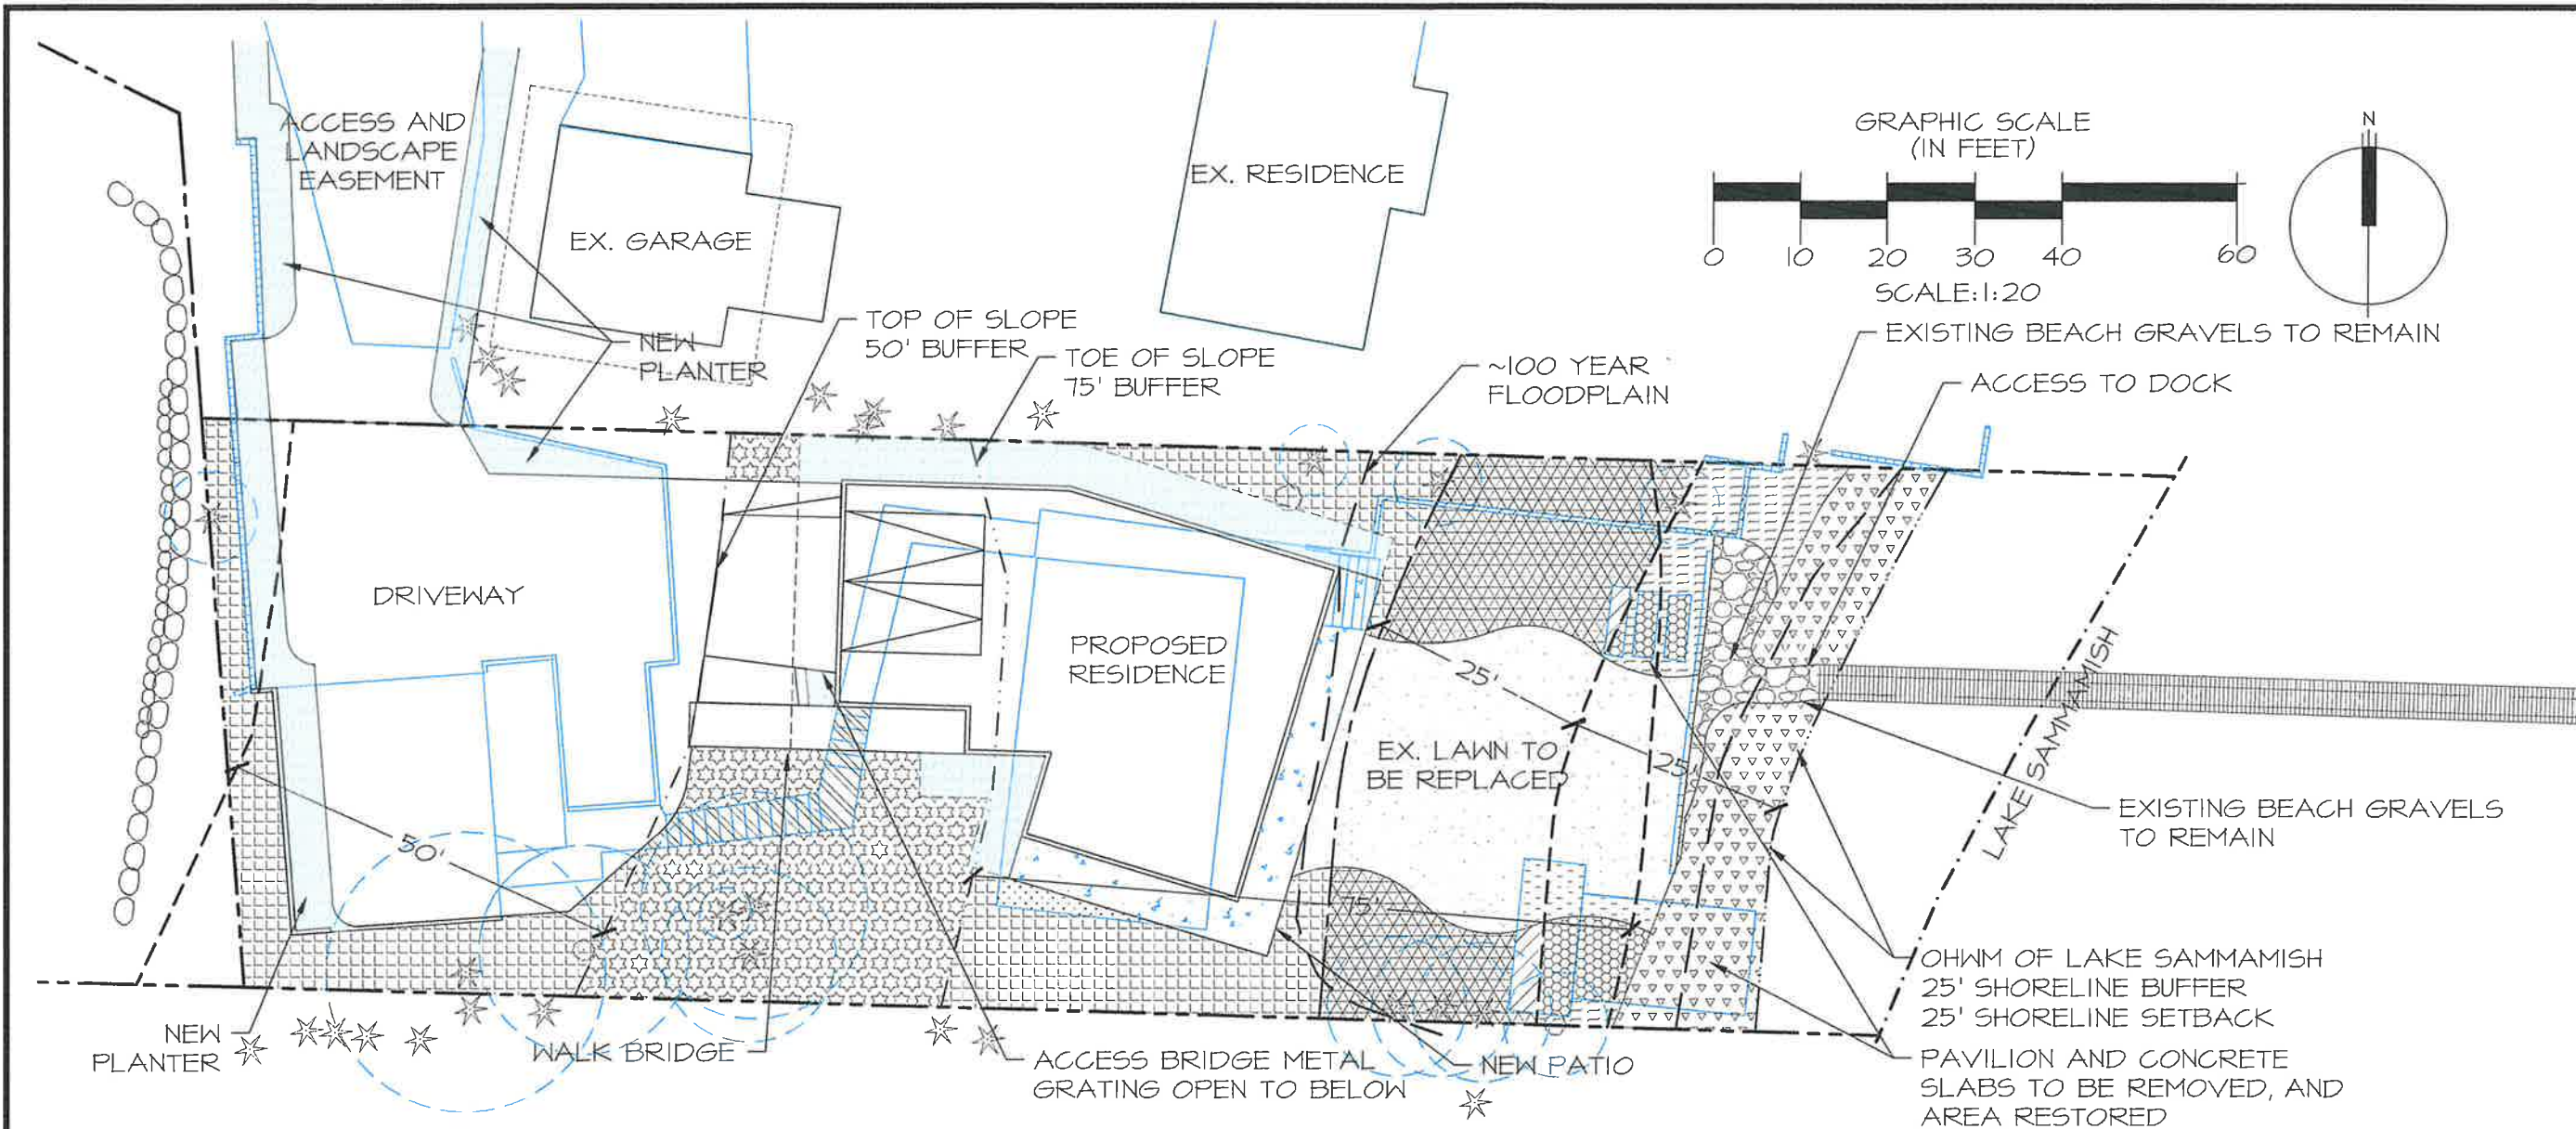 ACCESS AND
LANDSCAPE
EASEMENT
EX. GARAGE
EX. RESIDENCE
GRAPHIC SCALE
(IN FEET)
0 10 20 30 40 60
SCALE:1:20
N
NEW
PLANTER
TOP OF SLOPE
50' BUFFER
TOE OF SLOPE
75' BUFFER
~100 YEAR
FLOODPLAIN
EXISTING BEACH GRAVELS TO REMAIN
ACCESS TO DOCK
DRIVEWAY
PROPOSED
RESIDENCE
25'
EX. LAWN TO
BE REPLACED
25'
LAKE SAMMAMISH
EXISTING BEACH GRAVELS
TO REMAIN
50'
75'
OHWM OF LAKE SAMMAMISH
25' SHORELINE BUFFER
25' SHORELINE SETBACK
NEW
PLANTER
WALK BRIDGE
ACCESS BRIDGE METAL
GRATING OPEN TO BELOW
NEW PATIO
PAVILION AND CONCRETE
SLABS TO BE REMOVED, AND
AREA RESTORED